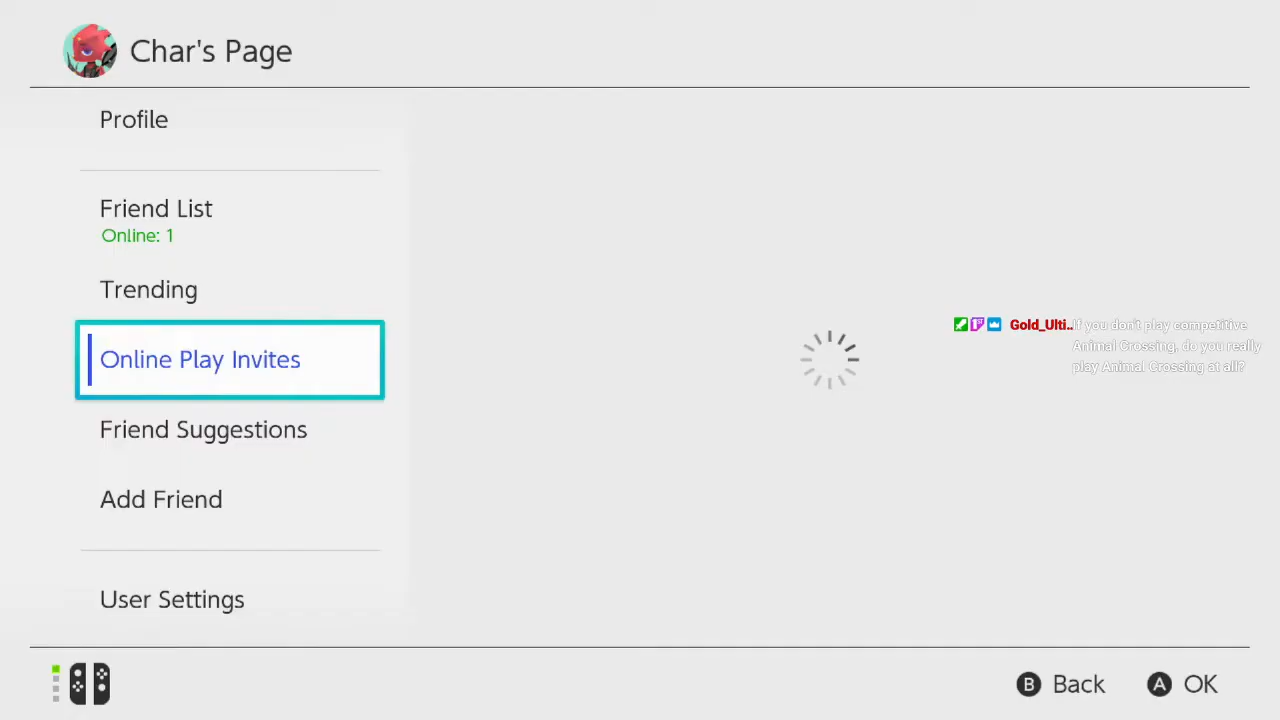 Char's Page
Profile
Friend List
Online: 1
Trending
Online Play Invites
Friend Suggestions
Add Friend
User Settings
Gold_Ulti.. If you don't play competitive
Animal Crossing, do you really
play Animal Crossing at all?
B Back A OK